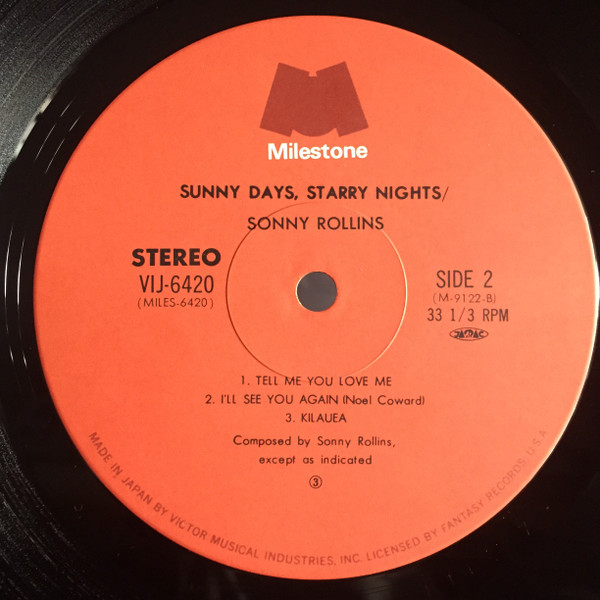 Milestone
SUNNY DAYS, STARRY NIGHTS/
SONNY ROLLINS
STEREO
VIJ-6420
(MILES-6420)
SIDE 2
(M-9122-B)
33 1/3 RPM
JASRAC
1. TELL ME YOU LOVE ME
2. I'LL SEE YOU AGAIN (Noel Coward)
3. KILAUEA
Composed by Sonny Rollins,
except as indicated
③
MADE IN JAPAN BY VICTOR MUSICAL INDUSTRIES, INC. LICENSED BY FANTASY RECORDS, U.S.A.